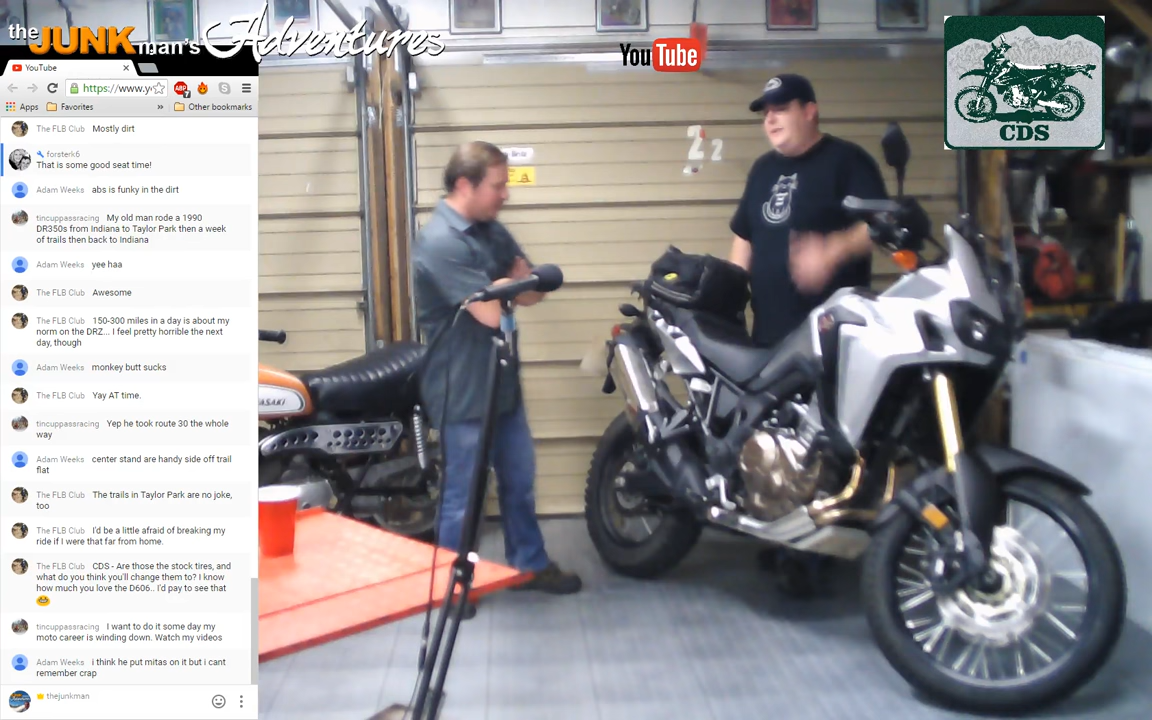 the JUNKman's Adventures
YouTube
CDS
YouTube
https://www.y
ABP
Apps
Favorites
»
Other bookmarks
The FLB Club Mostly dirt
forsterk6
That is some good seat time!
Adam Weeks abs is funky in the dirt
tincuppassracing My old man rode a 1990
DR350s from Indiana to Taylor Park then a week
of trails then back to Indiana
Adam Weeks yee haa
The FLB Club Awesome
The FLB Club 150-300 miles in a day is about my
norm on the DRZ... I feel pretty horrible the next
day, though
Adam Weeks monkey butt sucks
The FLB Club Yay AT time.
tincuppassracing Yep he took route 30 the whole
way
Adam Weeks center stand are handy side off trail
flat
The FLB Club The trails in Taylor Park are no joke,
too
The FLB Club I'd be a little afraid of breaking my
ride if I were that far from home.
The FLB Club CDS - Are those the stock tires, and
what do you think you'll change them to? I know
how much you love the D606.. I'd pay to see that
tincuppassracing I want to do it some day my
moto career is winding down. Watch my videos
Adam Weeks i think he put mitas on it but i cant
remember crap
thejunkman
22